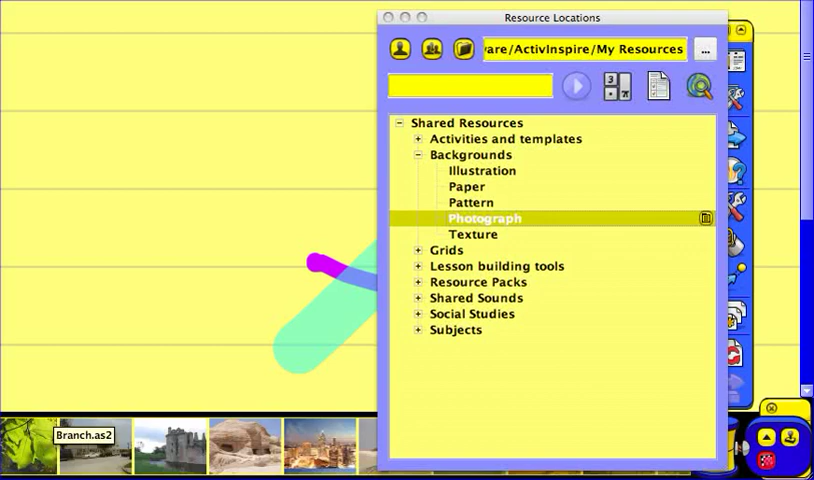 Resource Locations
vare/ActivInspire/My Resources
...
Shared Resources
Activities and templates
Backgrounds
Illustration
Paper
Pattern
Photograph
Texture
Grids
Lesson building tools
Resource Packs
Shared Sounds
Social Studies
Subjects
Branch.as2